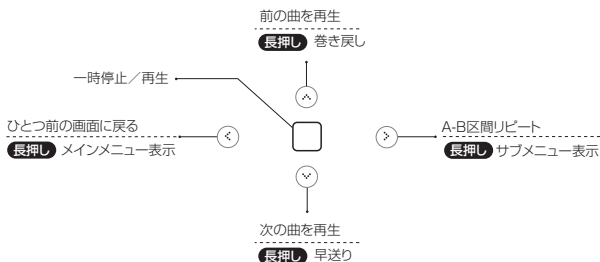 前の曲を再生
長押し 巻き戻し
一時停止／再生
ひとつ前の画面に戻る
長押し メインメニュー表示
A-B区間リピート
長押し サブメニュー表示
次の曲を再生
長押し 早送り